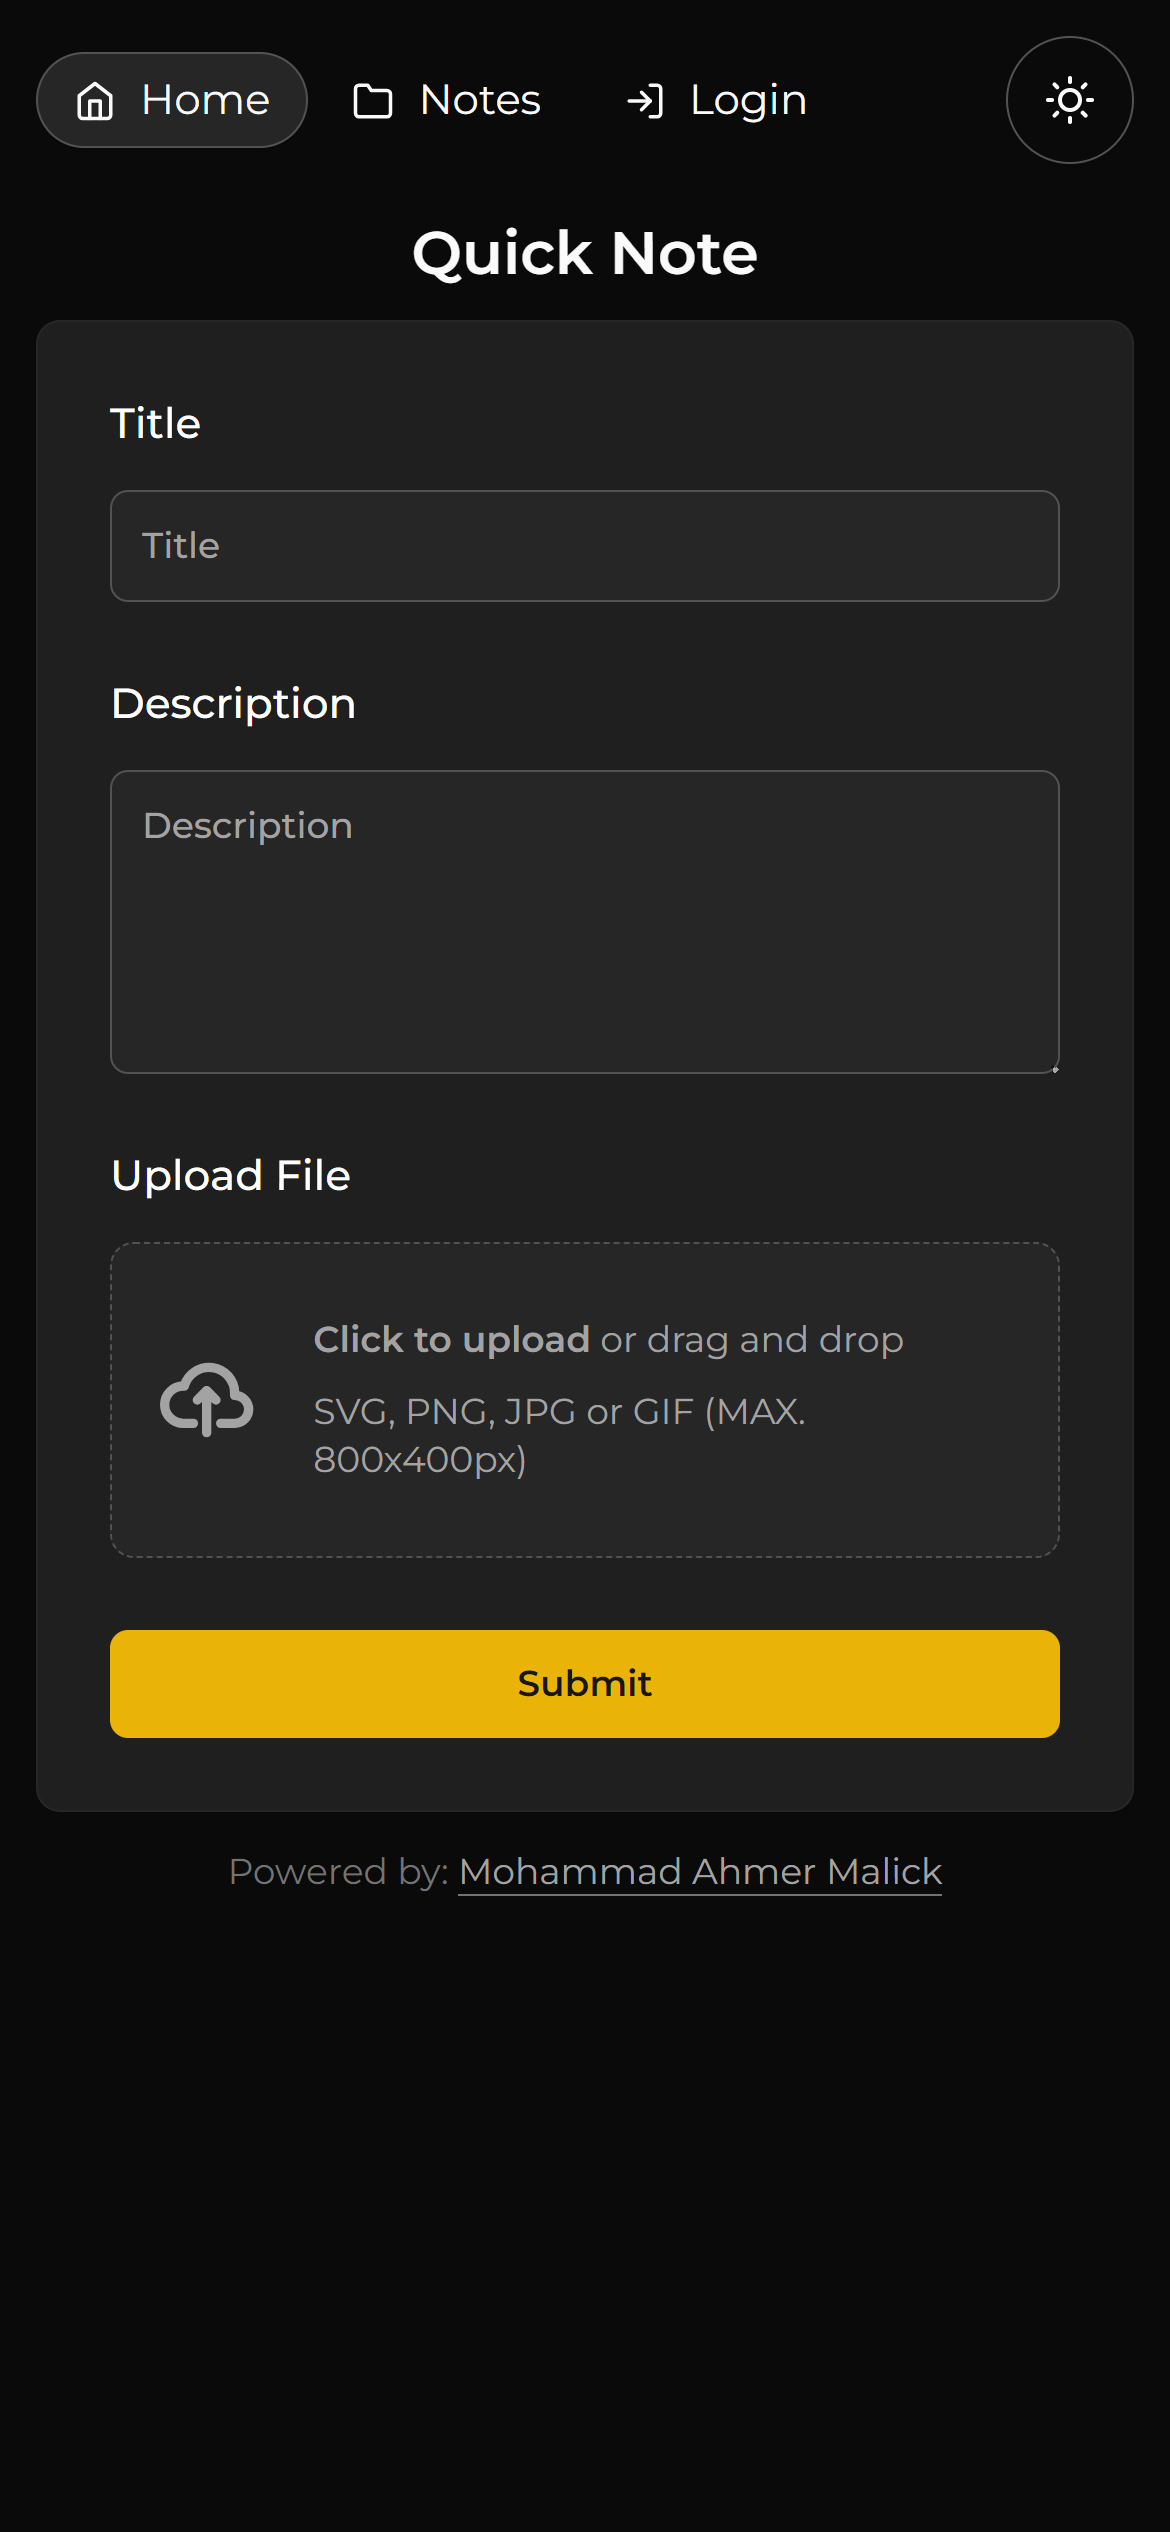 Home Notes Login
Quick Note
Title
Title
Description
Description
Upload File
Click to upload or drag and drop
SVG, PNG, JPG or GIF (MAX.
800x400px)
Submit
Powered by: Mohammad Ahmer Malick